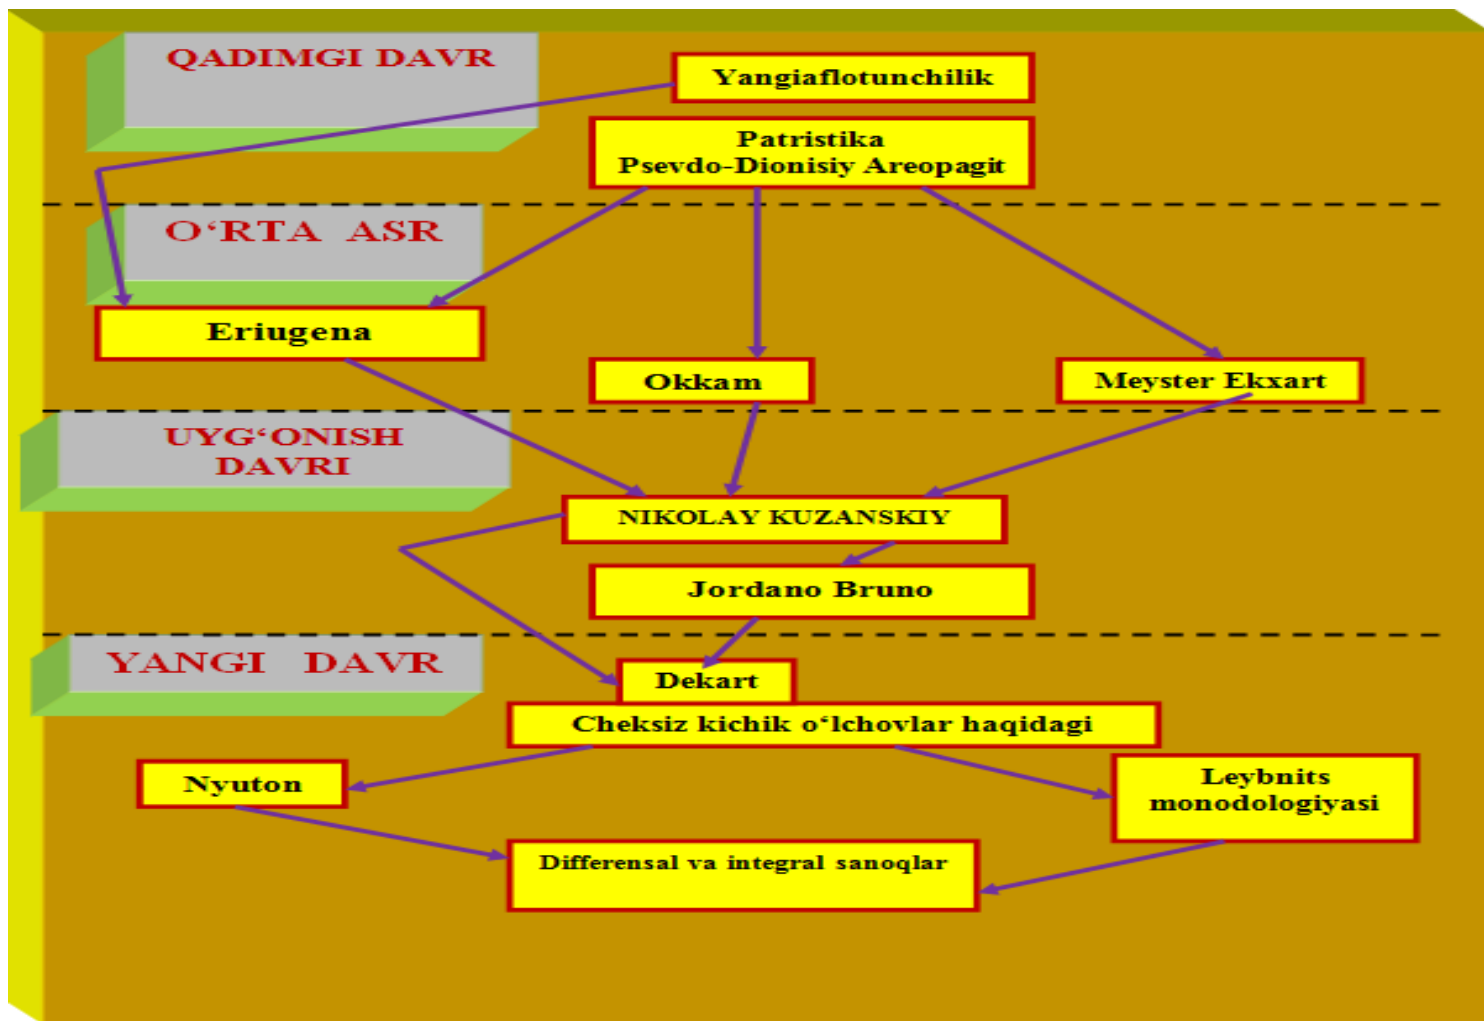 QADIMGI DAVR
Yangiaflotunchilik
Patristika
Psevdo-Dionisiy Areopagit
O‘RTA ASR
Eriugena
Okkam
Meyster Ekxart
UYG‘ONISH
DAVRI
NIKOLAY KUZANSKIY
Jordano Bruno
YANGI DAVR
Dekart
Cheksiz kichik o‘lchovlar haqidagi
Nyuton
Leybnits
monodologiyasi
Differensal va integral sanoqlar